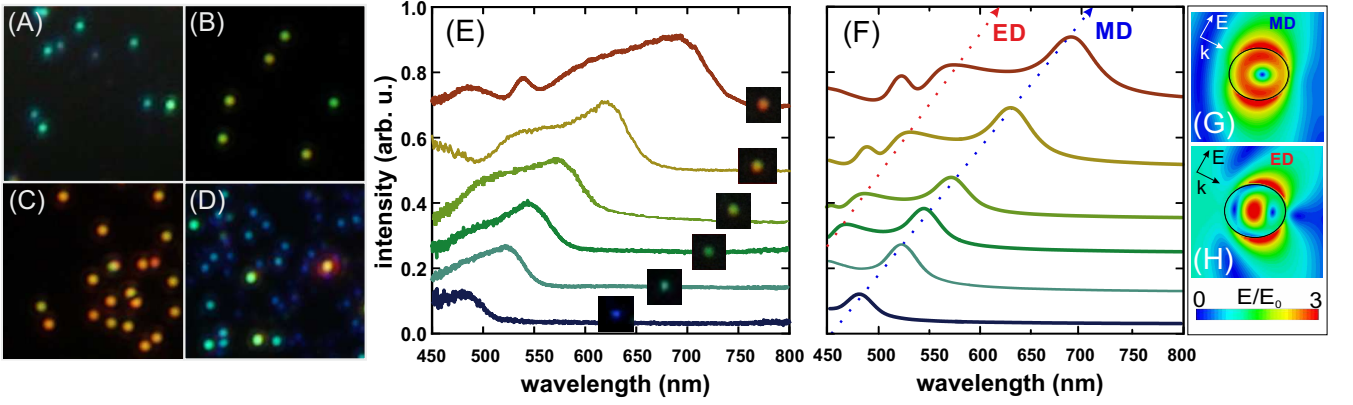 (A)
(B)
(C)
(D)
(E)
intensity (arb. u.)
1.0
0.8
0.6
0.4
0.2
0.0
450 500 550 600 650 700 750 800
wavelength (nm)
(F)
ED
MD
450 500 550 600 650 700 750 800
wavelength (nm)
E
k
MD
(G)
E
k
ED
(H)
0 E/E₀ 3